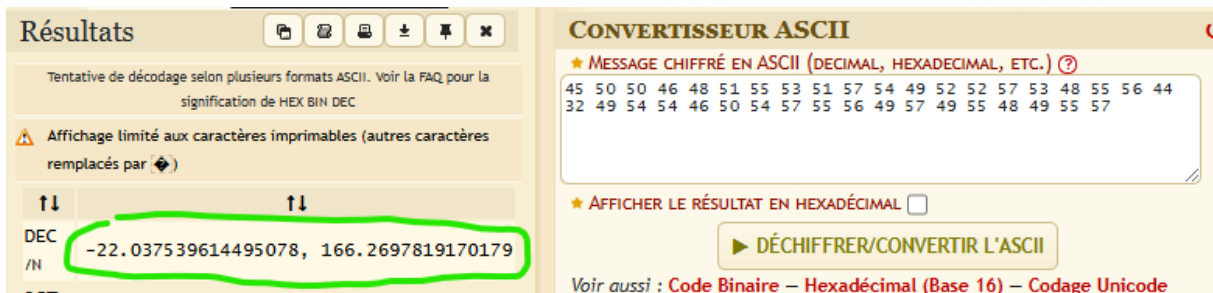 Résultats
Tentative de décodage selon plusieurs formats ASCII. Voir la FAQ pour la
signification de HEX BIN DEC
Affichage limité aux caractères imprimables (autres caractères
remplacés par �)
↑↓ ↑↓
DEC
/N
-22.037539614495078, 166.2697819170179
CONVERTISSEUR ASCII
★ MESSAGE CHIFFRÉ EN ASCII (DECIMAL, HEXADECIMAL, ETC.) ?
45 50 50 46 48 51 55 53 51 57 54 49 52 52 57 53 48 55 56 44
32 49 54 54 46 50 54 57 55 56 49 57 49 55 48 49 55 57
★ AFFICHER LE RÉSULTAT EN HEXADÉCIMAL
▶ DÉCHIFFRER/CONVERTIR L'ASCII
Voir aussi : Code Binaire – Hexadécimal (Base 16) – Codage Unicode